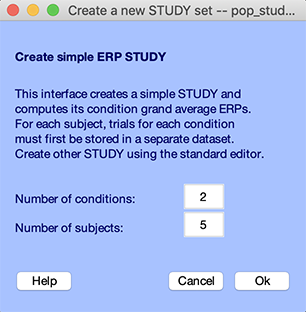 Create a new STUDY set -- pop_stud...
Create simple ERP STUDY
This interface creates a simple STUDY and
computes its condition grand average ERPs.
For each subject, trials for each condition
must first be stored in a separate dataset.
Create other STUDY using the standard editor.
Number of conditions: 2
Number of subjects: 5
Help Cancel Ok